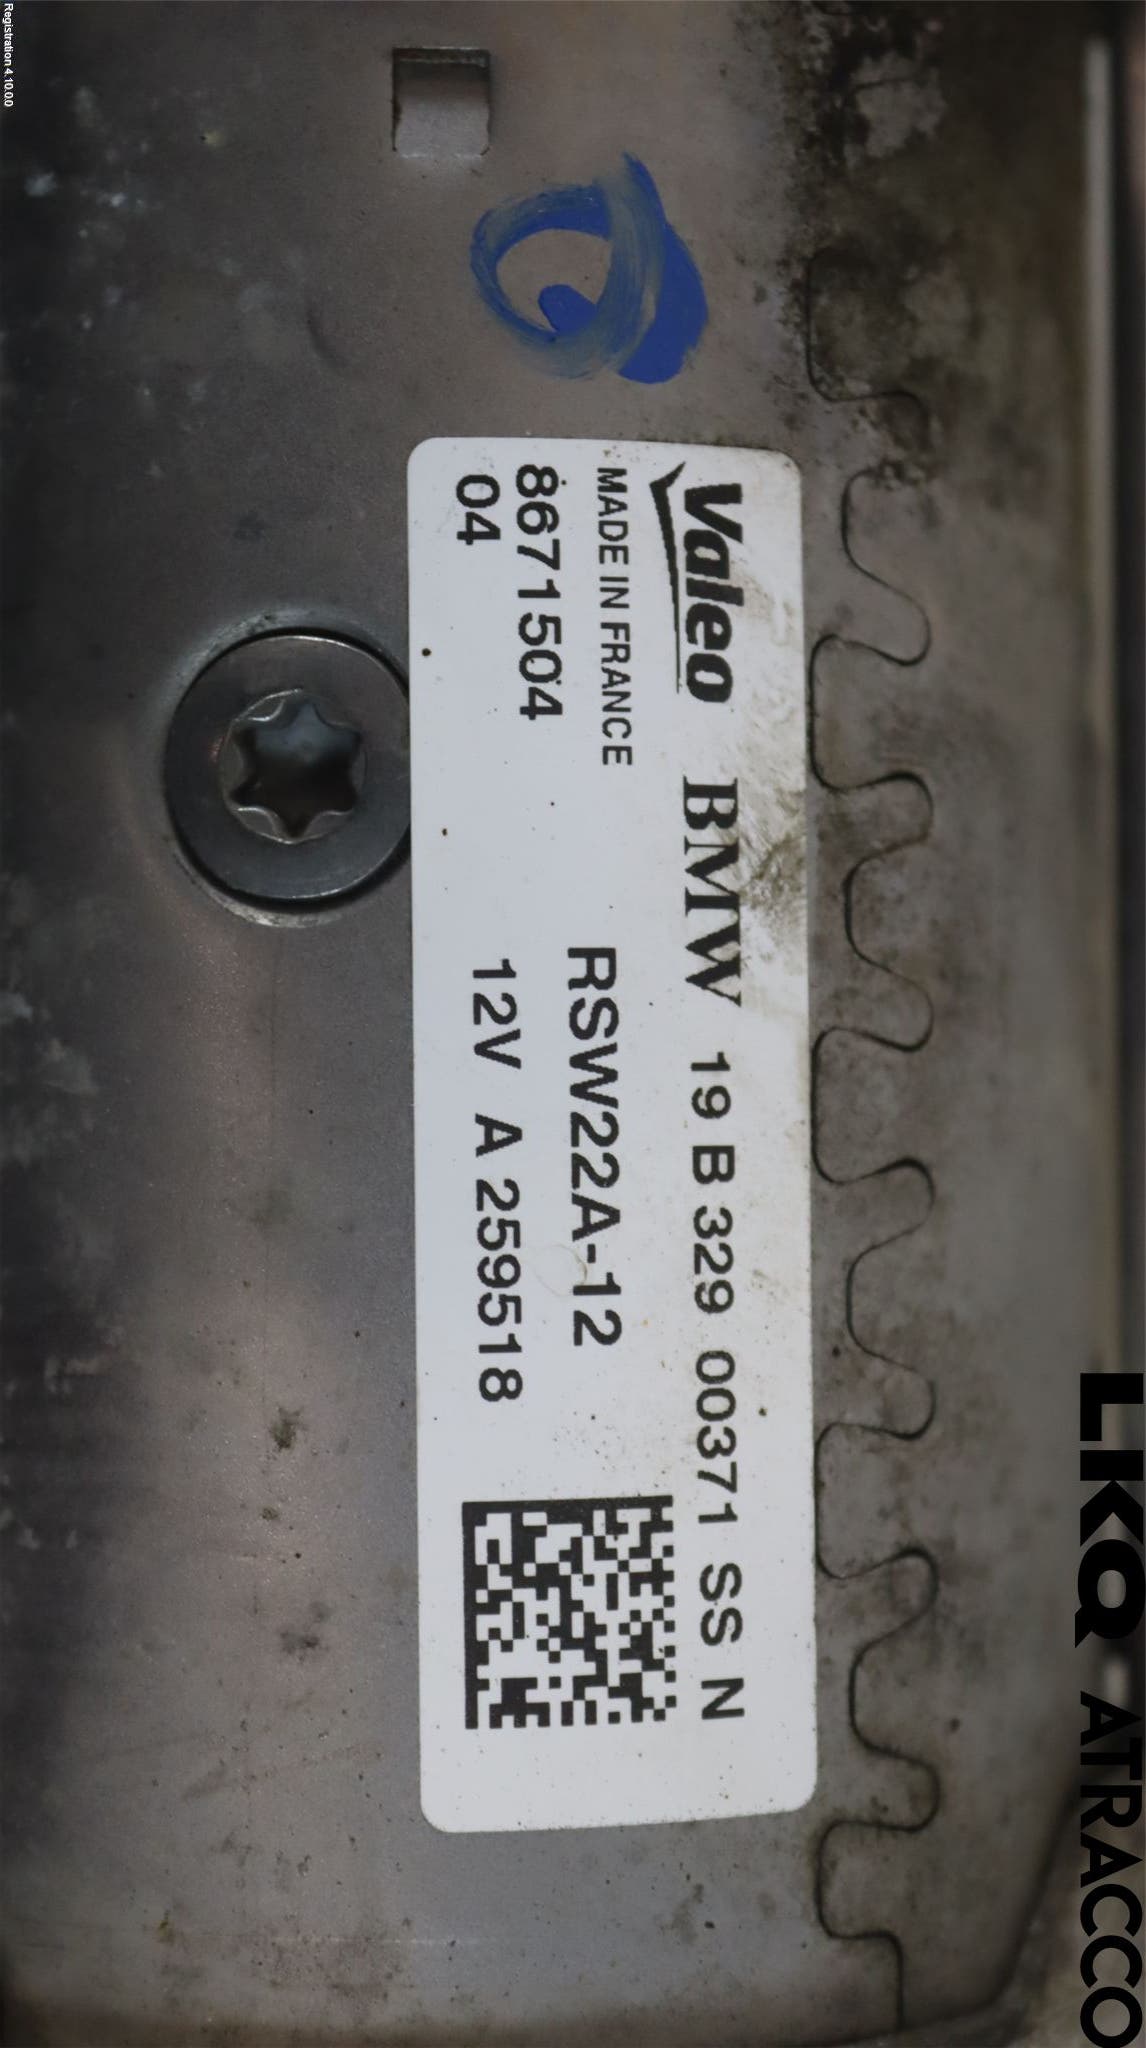 Valeo BMW 19 B 329 00371 SS N
MADE IN FRANCE
RSW22A-12
8671504
12V A 259518
04
LKQ ATRACCO
Registration 4.10.0.0